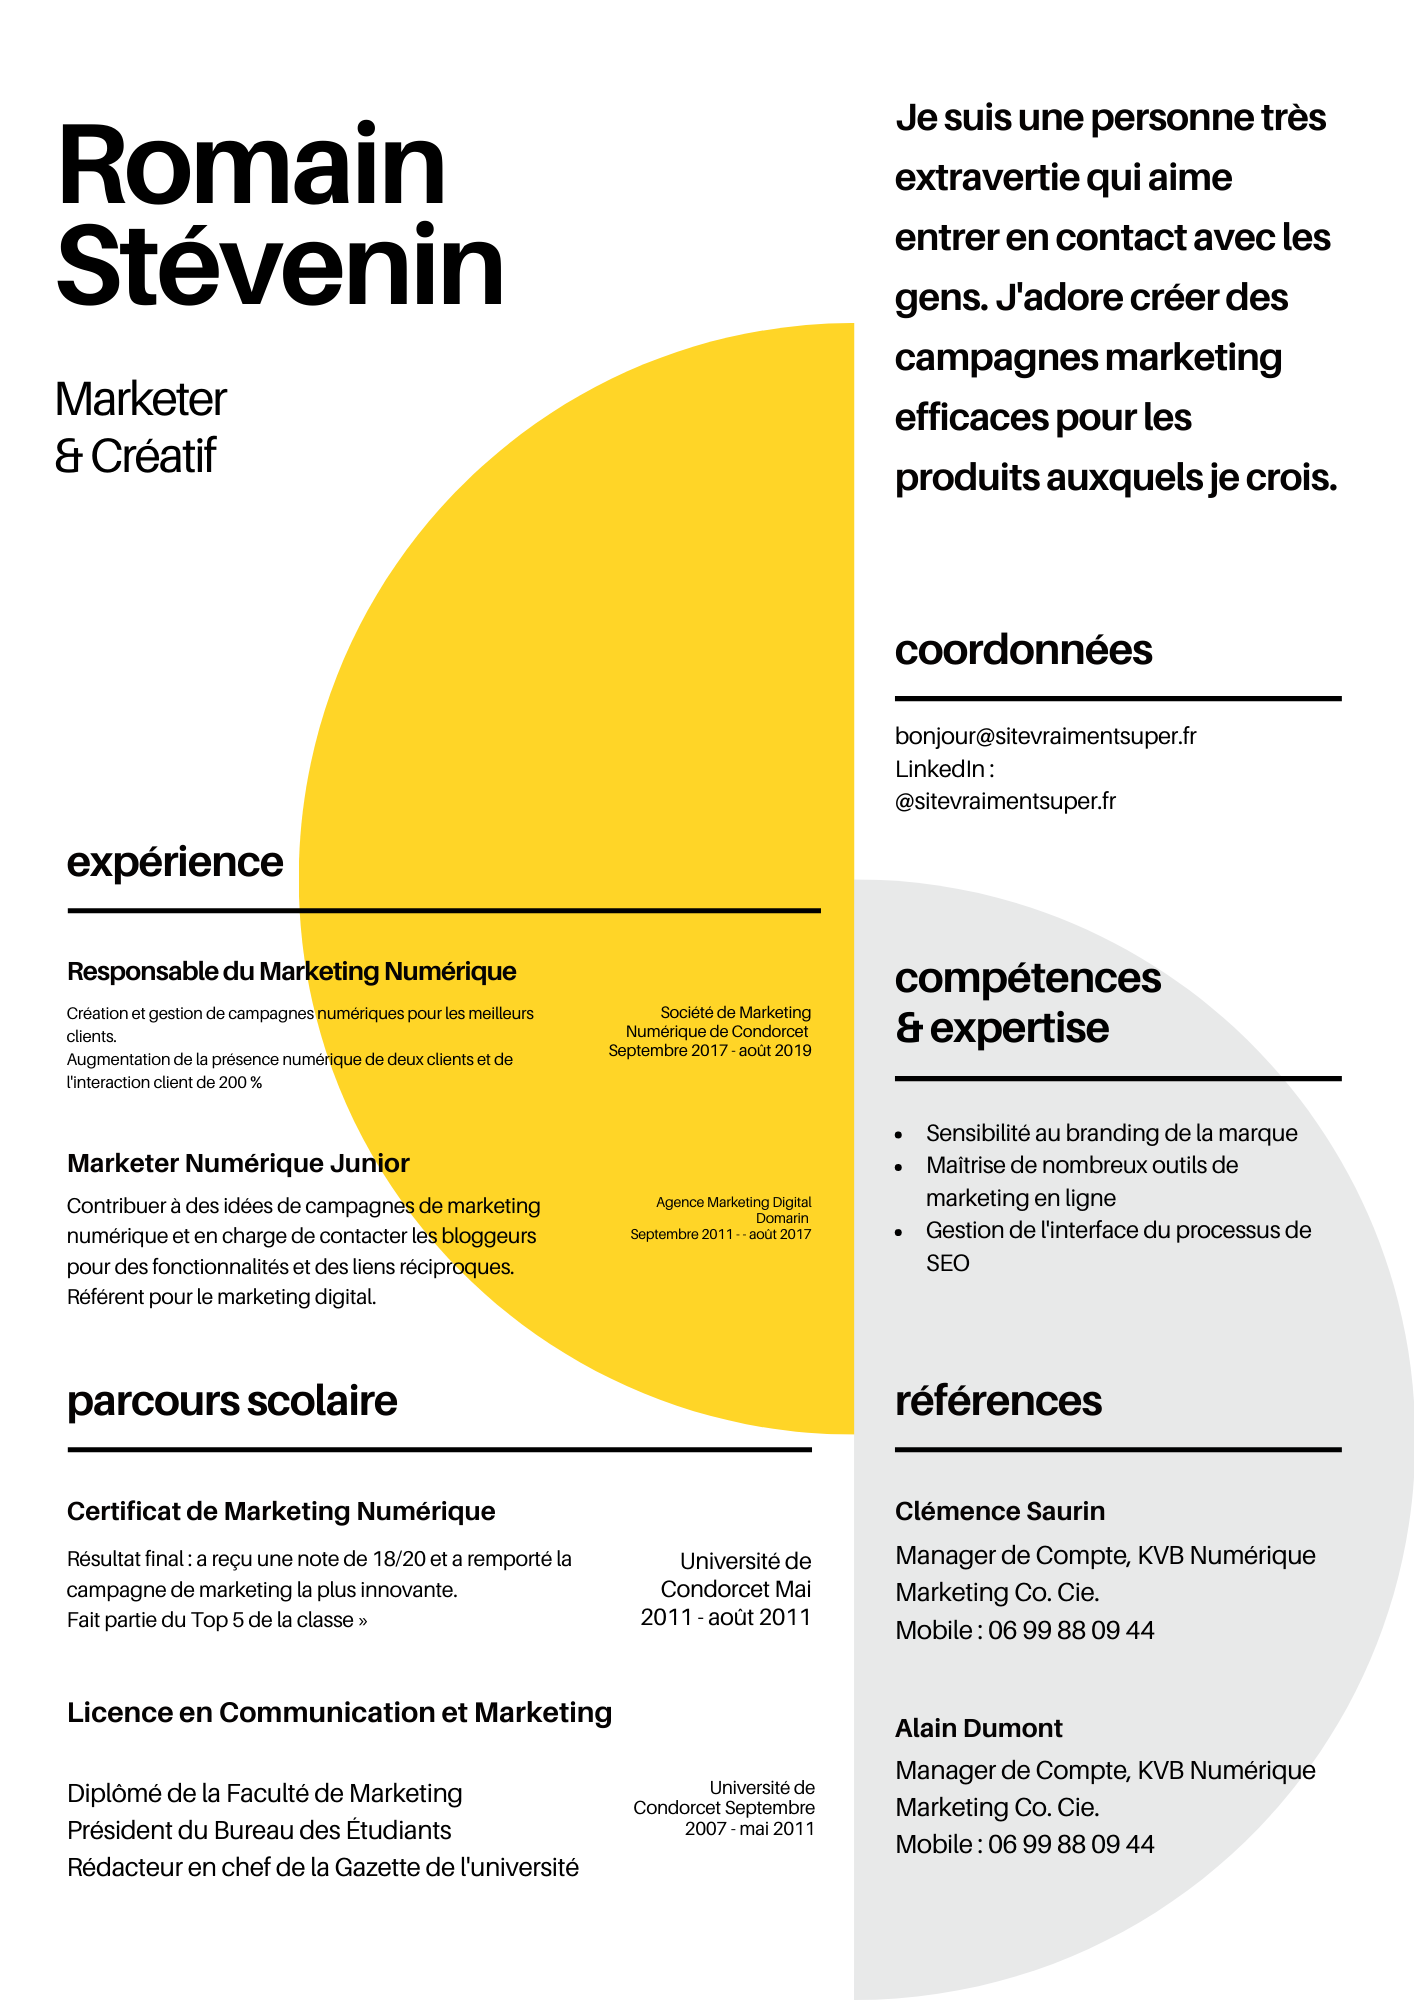 Romain
Stévenin
Marketer
& Créatif
Je suis une personne très
extravertie qui aime
entrer en contact avec les
gens. J'adore créer des
campagnes marketing
efficaces pour les
produits auxquels je crois.
coordonnées
bonjour@sitevraimentsuper.fr
LinkedIn :
@sitevraimentsuper.fr
expérience
Responsable du Marketing Numérique
Création et gestion de campagnes numériques pour les meilleurs
clients.
Augmentation de la présence numérique de deux clients et de
l'interaction client de 200 %
Société de Marketing
Numérique de Condorcet
Septembre 2017 - août 2019
Marketer Numérique Junior
Contribuer à des idées de campagnes de marketing
numérique et en charge de contacter les bloggeurs
pour des fonctionnalités et des liens réciproques.
Référent pour le marketing digital.
Agence Marketing Digital
Domarin
Septembre 2011 - - août 2017
compétences
& expertise
• Sensibilité au branding de la marque
• Maîtrise de nombreux outils de
marketing en ligne
• Gestion de l'interface du processus de
SEO
parcours scolaire
Certificat de Marketing Numérique
Résultat final : a reçu une note de 18/20 et a remporté la
campagne de marketing la plus innovante.
Fait partie du Top 5 de la classe »
Université de
Condorcet Mai
2011 - août 2011
Licence en Communication et Marketing
Diplômé de la Faculté de Marketing
Président du Bureau des Étudiants
Rédacteur en chef de la Gazette de l'université
Université de
Condorcet Septembre
2007 - mai 2011
références
Clémence Saurin
Manager de Compte, KVB Numérique
Marketing Co. Cie.
Mobile : 06 99 88 09 44
Alain Dumont
Manager de Compte, KVB Numérique
Marketing Co. Cie.
Mobile : 06 99 88 09 44